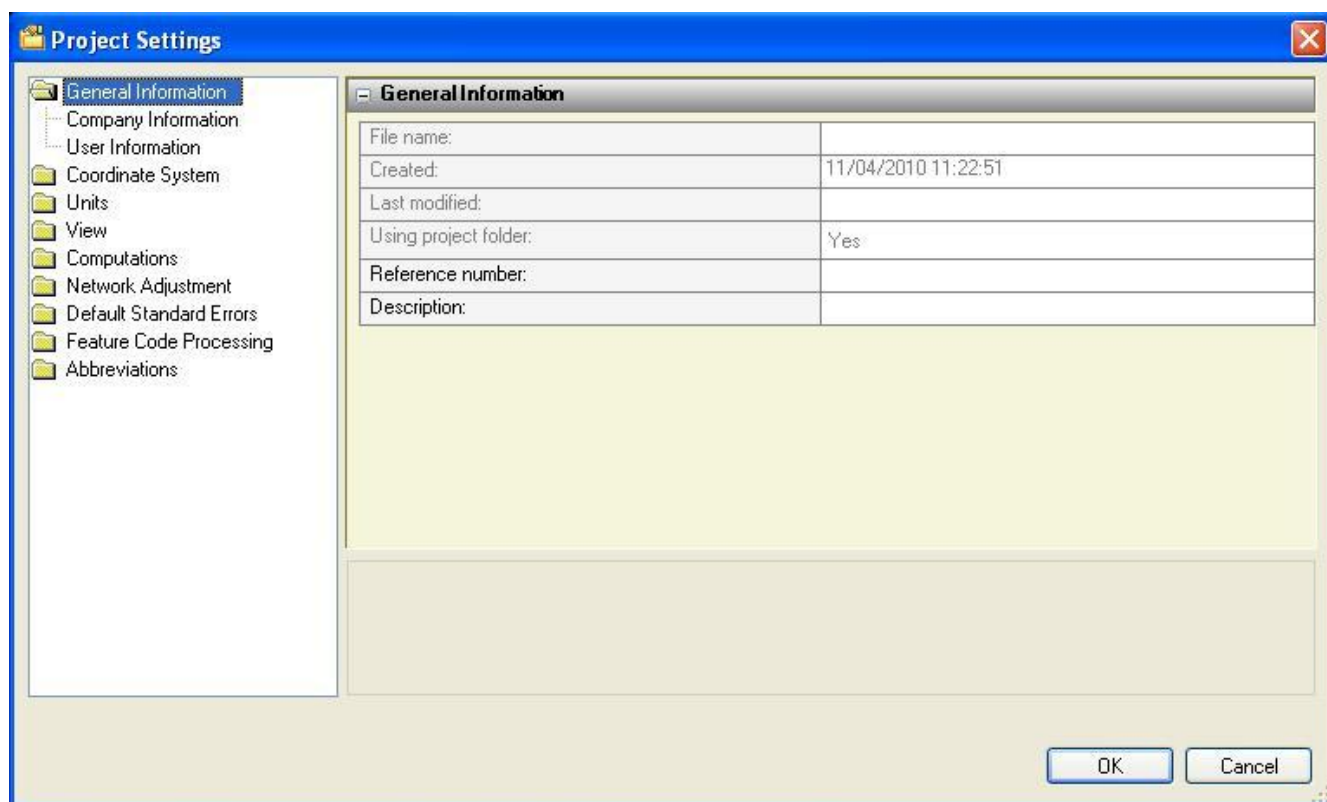 Project Settings
General Information
Company Information
User Information
Coordinate System
Units
View
Computations
Network Adjustment
Default Standard Errors
Feature Code Processing
Abbreviations
General Information
File name:
Created: 11/04/2010 11:22:51
Last modified:
Using project folder: Yes
Reference number:
Description:
OK Cancel